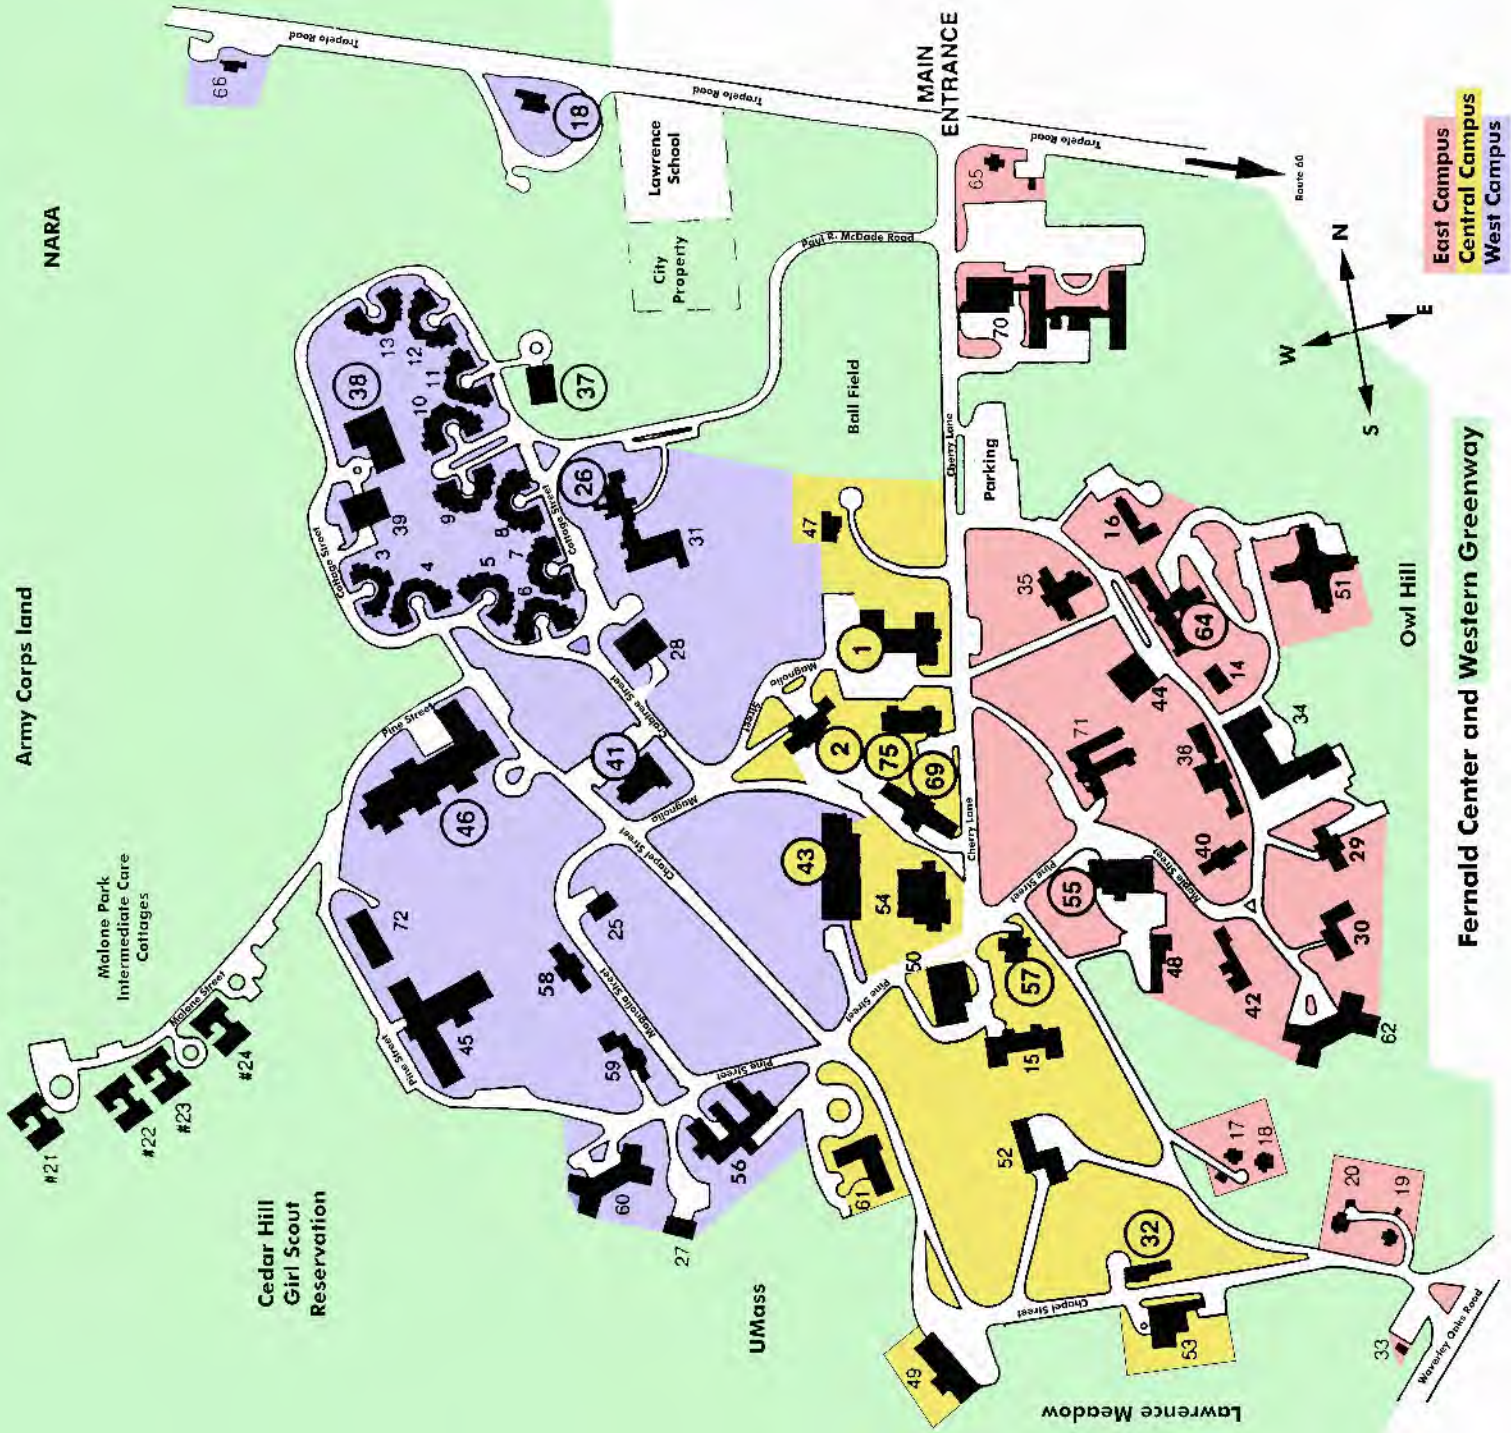 NARA
Army Corps land
Malone Park
Intermediate Care
Cottages
Cedar Hill
Girl Scout
Reservation
UMass
Lawrence Meadow
Owl Hill
Lawrence
School
City
Property
Ball Field
Parking
MAIN
ENTRANCE
Trapelo Road
Trapelo Road
Trapelo Road
Route 60
Paul R. McDade Road
Cherry Lane
Cherry Lane
Cottage Street
Cottage Street
Crabtree Street
Magnolia
Street
Magnolia
Magnolia Street
Chapel Street
Chapel Street
Pine Street
Pine Street
Pine Street
Pine Street
Pine Street
Maple Street
Malone Street
Waverley Oaks Road
66
18
65
70
13
12
11
10
38
37
39
9
8
7
6
5
4
3
26
31
28
41
46
72
45
58
25
59
56
60
27
#21
#22
#23
#24
47
1
2
75
69
43
54
50
57
15
52
61
32
53
49
35
16
64
14
51
44
71
36
34
40
29
30
55
48
42
62
17
18
20
19
33
N
W
E
S
East Campus
Central Campus
West Campus
Fernald Center and Western Greenway